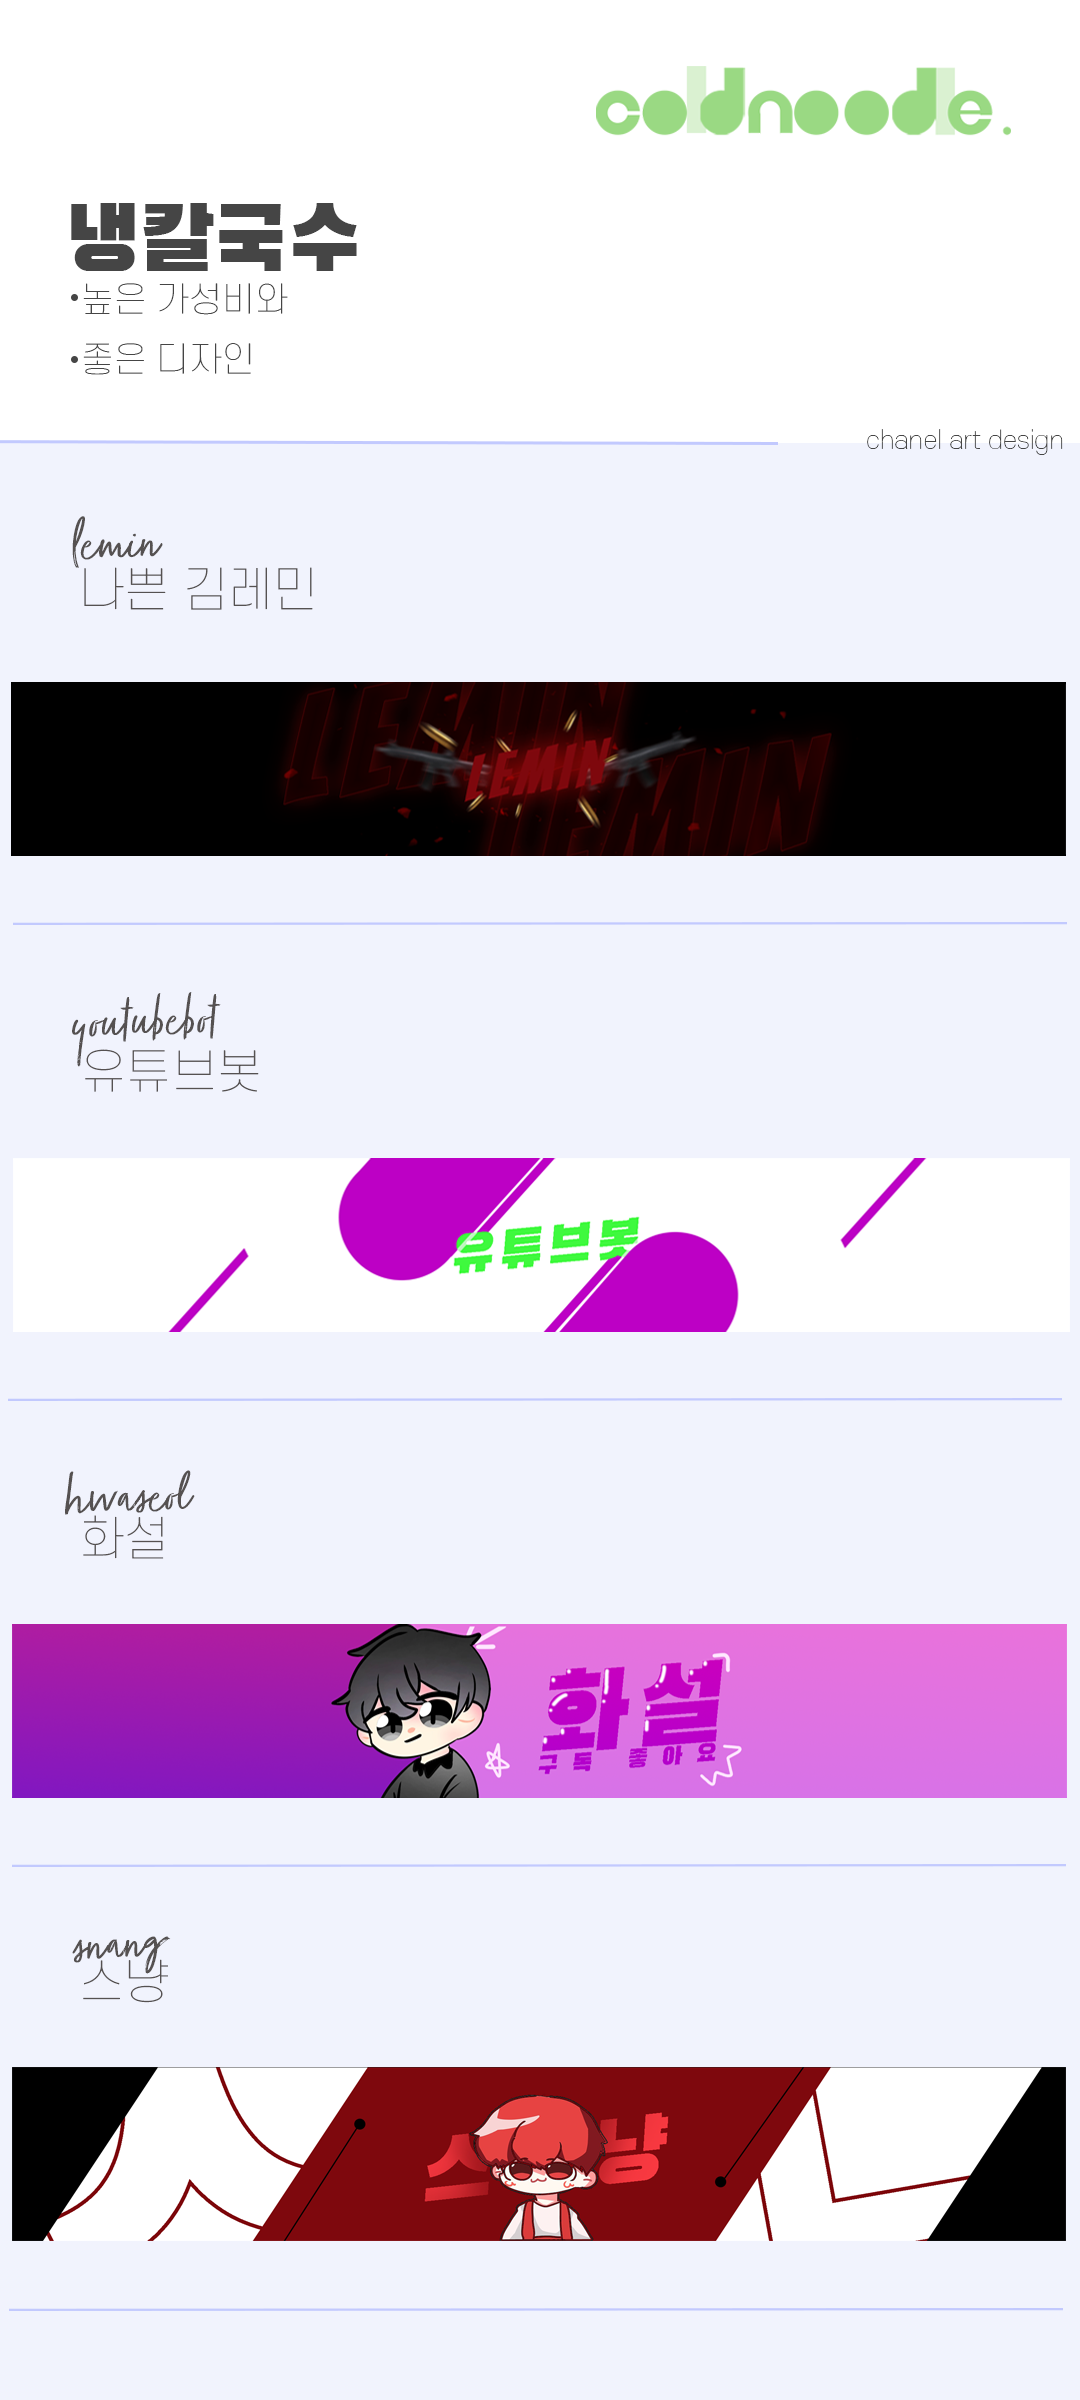 coldnoodle.
냉칼국수
•높은 가성비와
•좋은 디자인
chanel art design
lemin
나쁜 김레민
LEMIN
LEMIN
LEMIN
youtubebot
유튜브봇
유튜브봇
hwaseol
화설
화설
구독 좋아요
snang
스냥
스냥